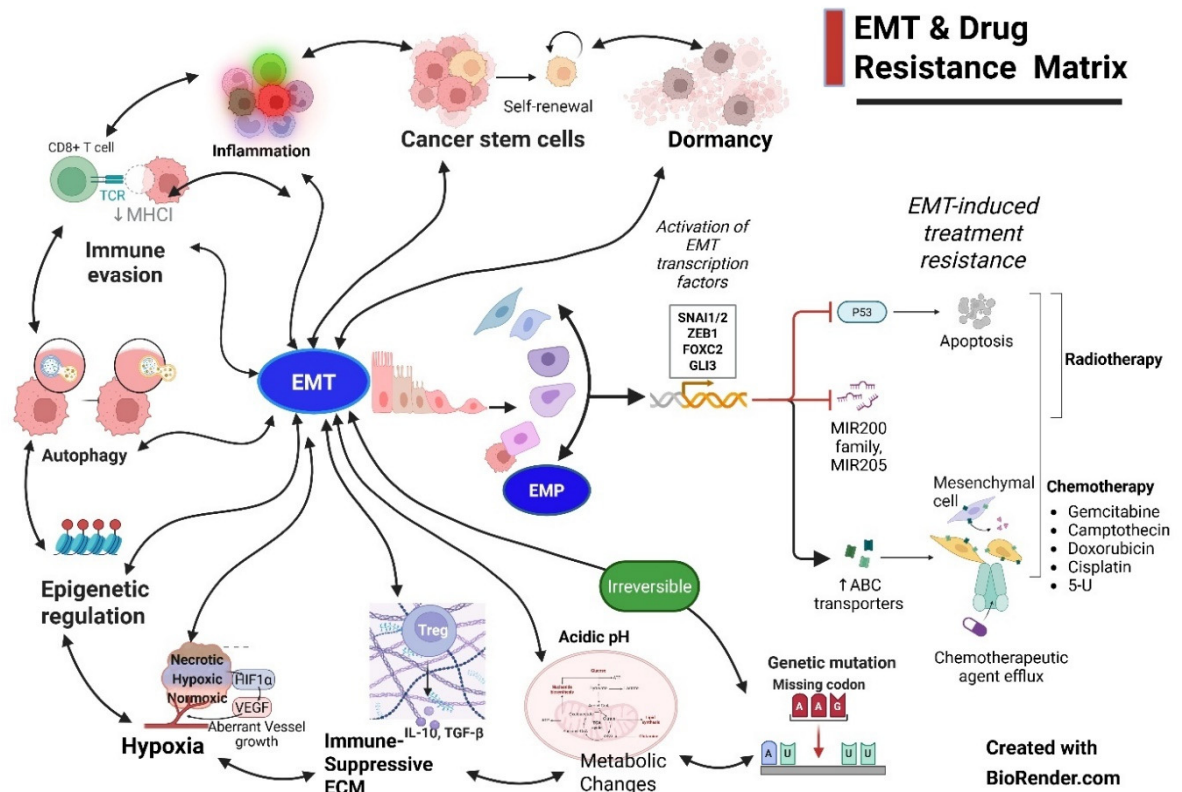 EMT & Drug
Resistance Matrix
Self-renewal
Cancer stem cells
Dormancy
Inflammation
CD8+ T cell
TCR
↓MHCI
Immune
evasion
Activation of
EMT
transcription
factors
SNAI1/2
ZEB1
FOXC2
GLI3
EMT-induced
treatment
resistance
P53
Apoptosis
Radiotherapy
EMT
MIR200
family,
MIR205
EMP
Autophagy
Mesenchymal
cell
Chemotherapy
• Gemcitabine
• Camptothecin
• Doxorubicin
• Cisplatin
• 5-U
↑ ABC
transporters
Chemotherapeutic
agent efflux
Epigenetic
regulation
Irreversible
Necrotic
Hypoxic
Normoxic
HIF1α
VEGF
Aberrant Vessel
growth
Hypoxia
Treg
IL-10, TGF-β
Immune-
Suppressive
ECM
Acidic pH
Metabolic
Changes
Genetic mutation
Missing codon
A A G
A U U U
Created with
BioRender.com